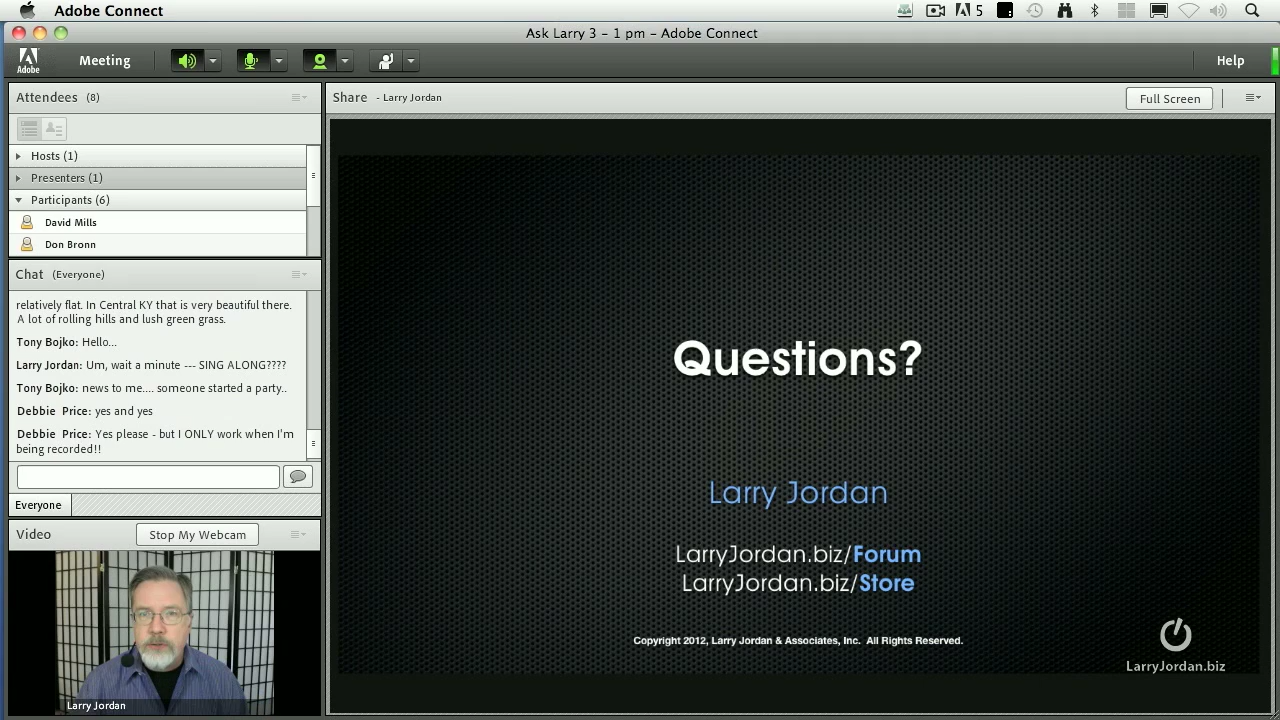 Adobe Connect
5
Ask Larry 3 - 1 pm - Adobe Connect
Adobe
Meeting
Help
Attendees (8)
Hosts (1)
Presenters (1)
Participants (6)
David Mills
Don Bronn
Chat (Everyone)
relatively flat. In Central KY that is very beautiful there.
A lot of rolling hills and lush green grass.
Tony Bojko: Hello...
Larry Jordan: Um, wait a minute --- SING ALONG????
Tony Bojko: news to me.... someone started a party..
Debbie Price: yes and yes
Debbie Price: Yes please - but I ONLY work when I'm
being recorded!!
Everyone
Video
Stop My Webcam
Larry Jordan
Share - Larry Jordan
Full Screen
Questions?
Larry Jordan
LarryJordan.biz/Forum
LarryJordan.biz/Store
Copyright 2012, Larry Jordan & Associates, Inc. All Rights Reserved.
LarryJordan.biz